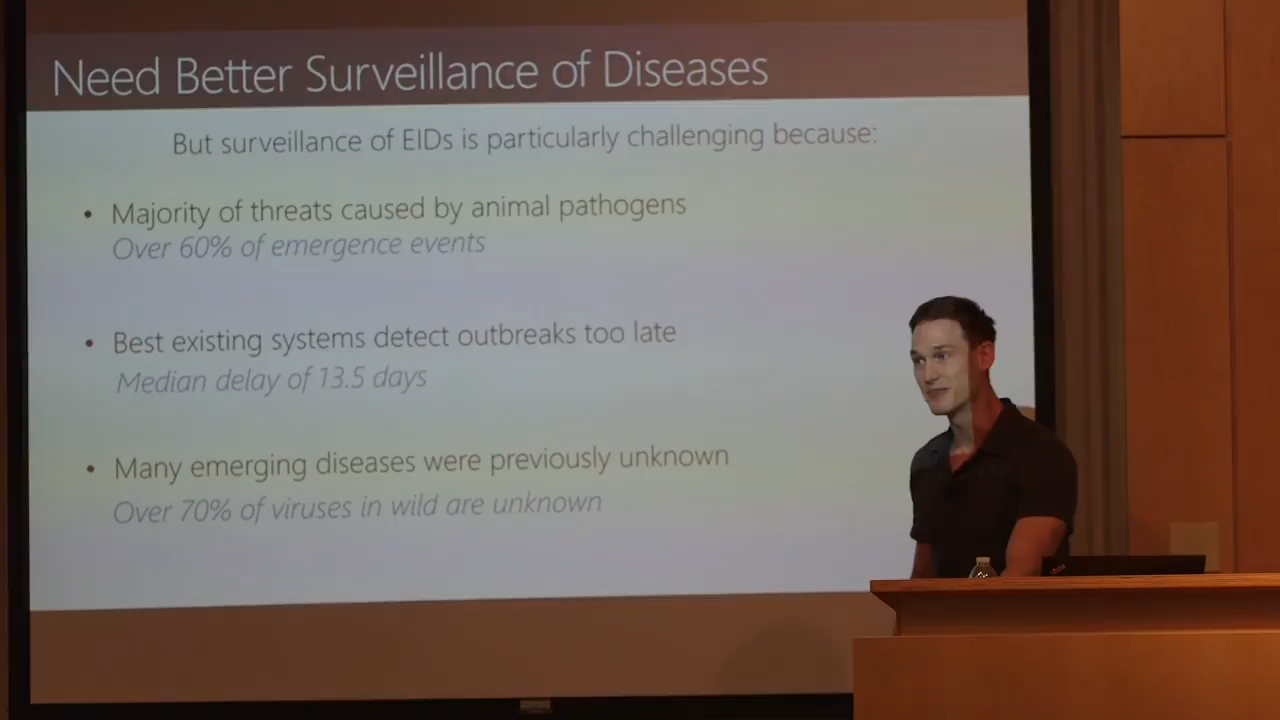 Need Better Surveillance of Diseases
But surveillance of EIDs is particularly challenging because:
• Majority of threats caused by animal pathogens
Over 60% of emergence events
• Best existing systems detect outbreaks too late
Median delay of 13.5 days
• Many emerging diseases were previously unknown
Over 70% of viruses in wild are unknown